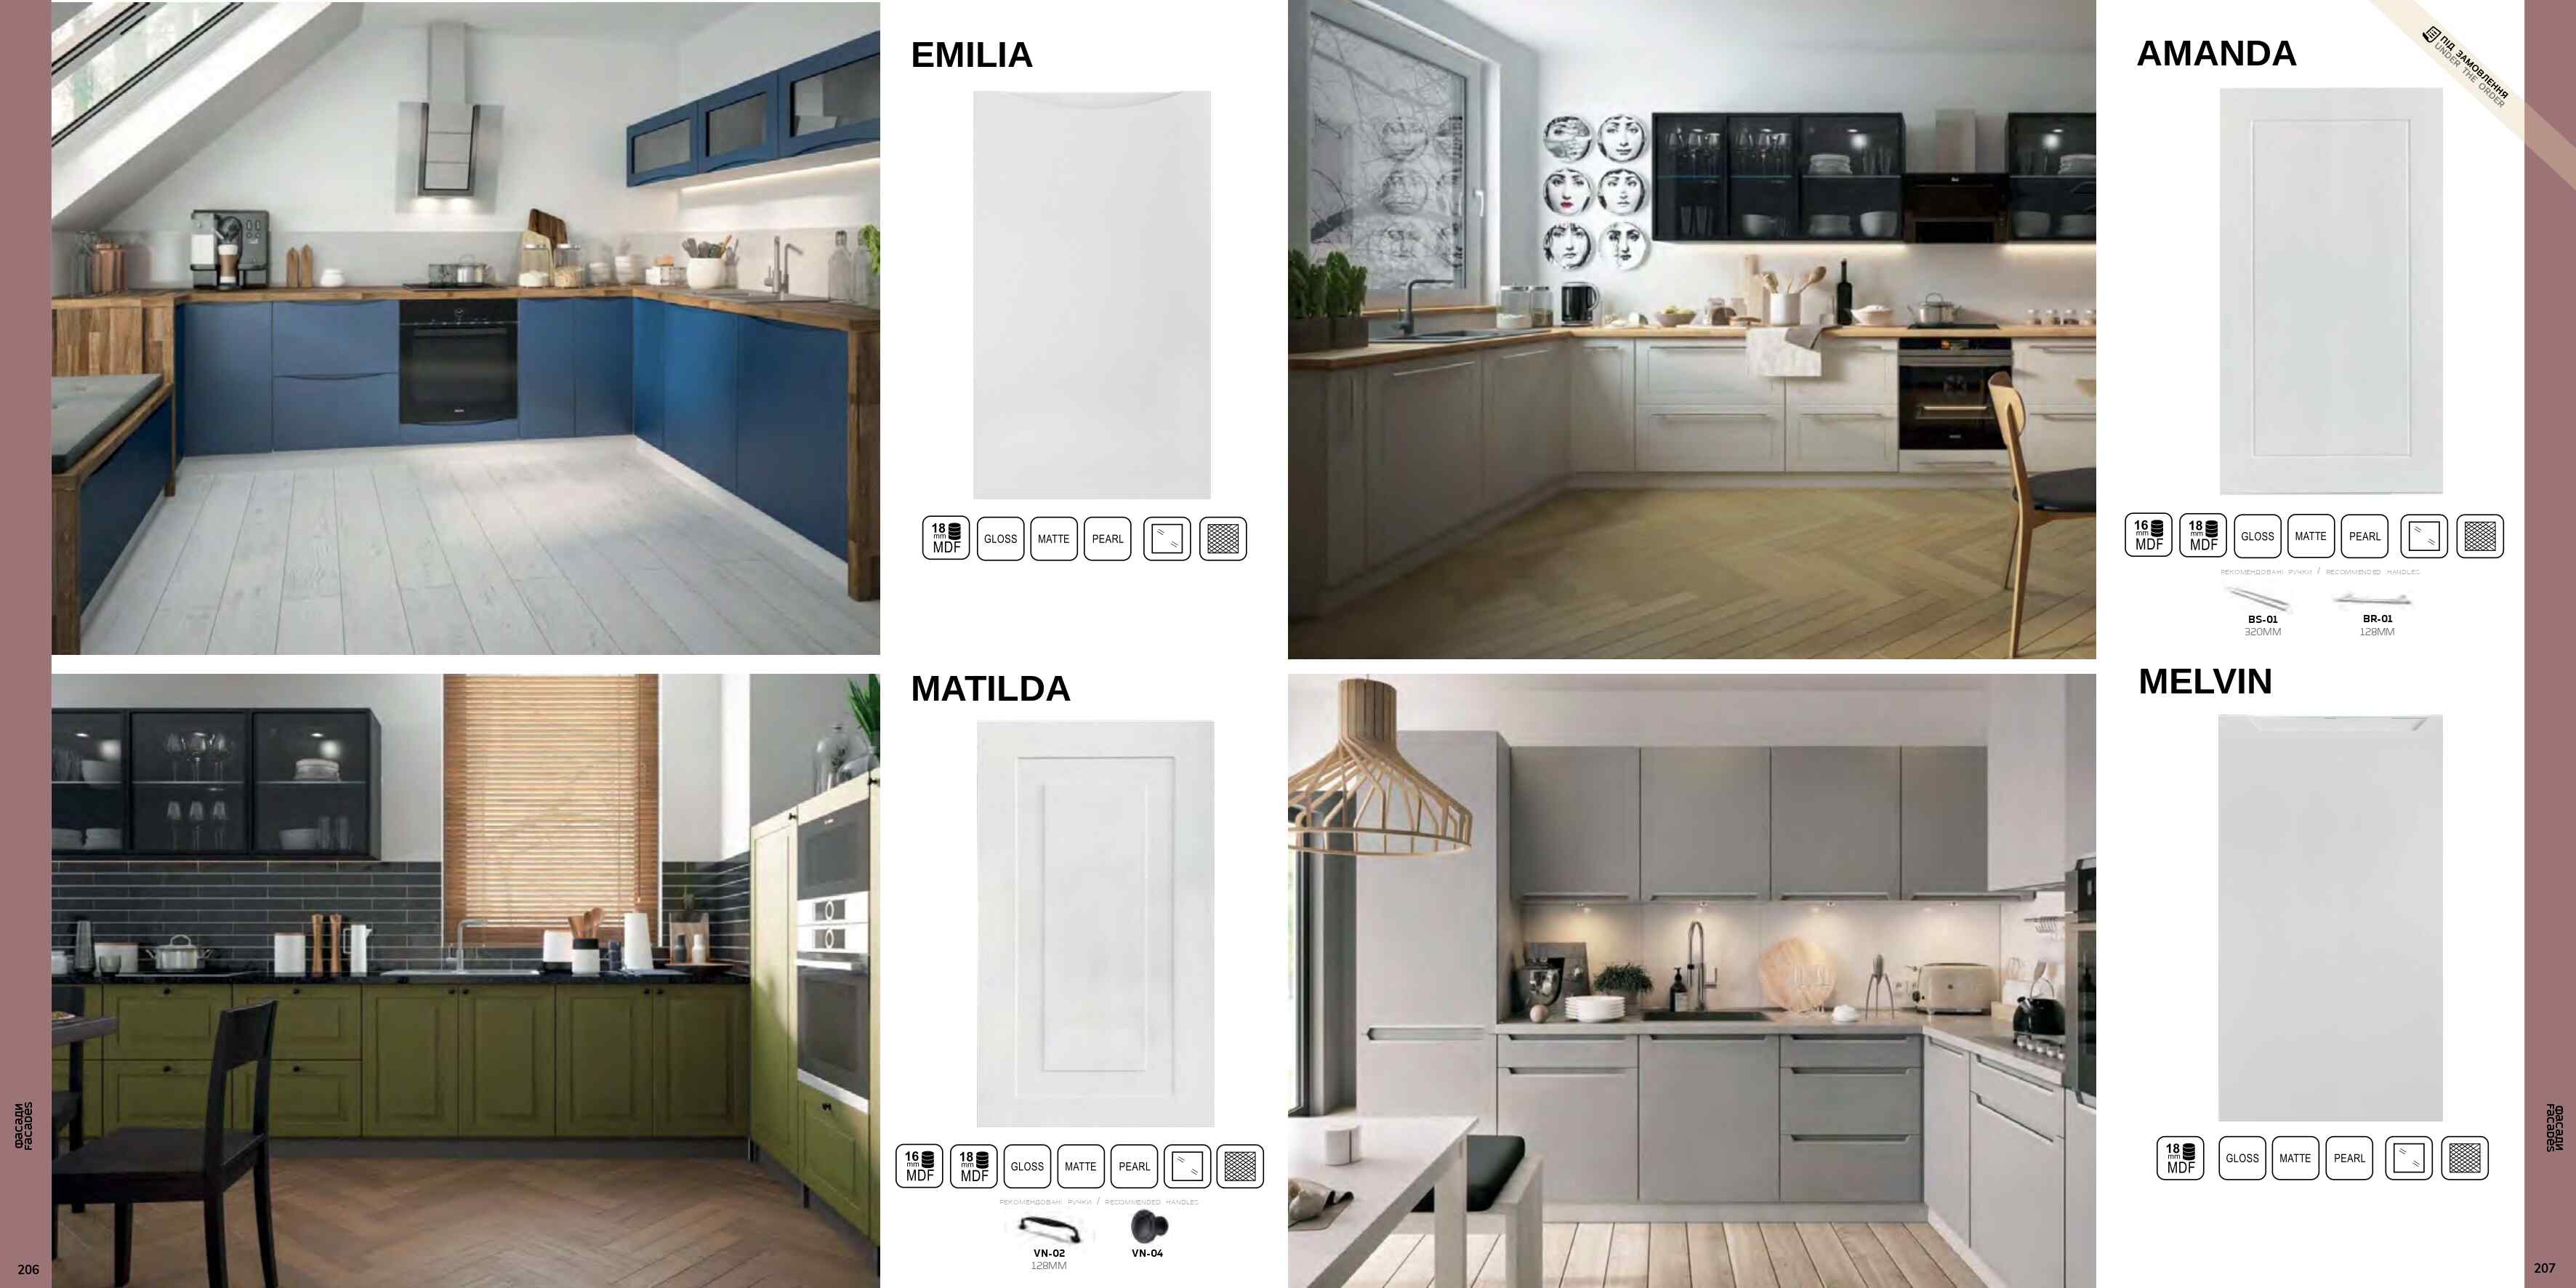 EMILIA
18
mm
MDF
GLOSS
MATTE
PEARL
MATILDA
16
mm
MDF
18
mm
MDF
GLOSS
MATTE
PEARL
РЕКОМЕНДОВАНІ РУЧКИ / RECOMMENDED HANDLES
VN-02
128MM
VN-04
Фасади
Facades
206
AMANDA
ПІД ЗАМОВЛЕННЯ
UNDER THE ORDER
16
mm
MDF
18
mm
MDF
GLOSS
MATTE
PEARL
РЕКОМЕНДОВАНІ РУЧКИ / RECOMMENDED HANDLES
BS-01
320MM
BR-01
128MM
MELVIN
18
mm
MDF
GLOSS
MATTE
PEARL
Фасади
Facades
207